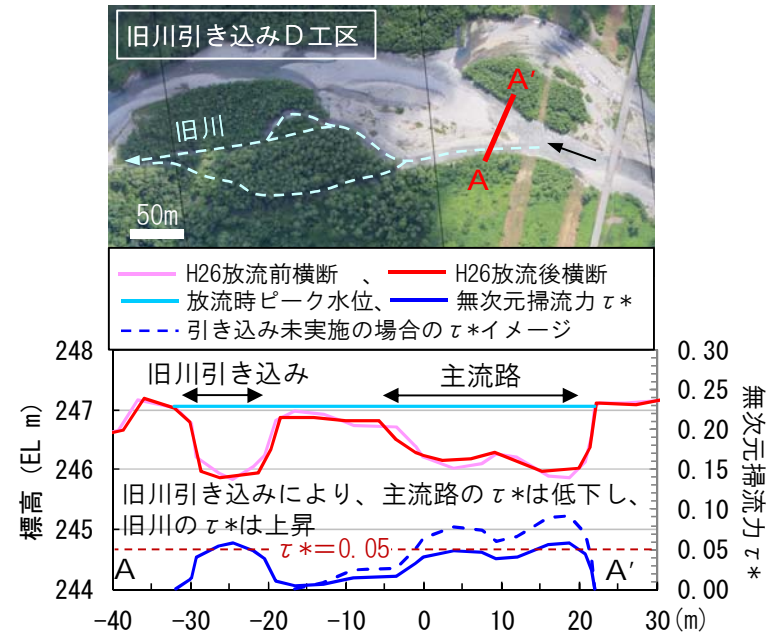 旧川引き込みD工区
A'
旧川
A
50m
H26放流前横断 、 H26放流後横断
放流時ピーク水位、 無次元掃流力τ*
引き込み未実施の場合のτ*イメージ
248 0.30
旧川引き込み 主流路
0.25
247
0.20
246 0.15
旧川引き込みにより、主流路のτ*は低下し、
0.10
旧川のτ*は上昇
245
τ*=0.05 0.05
A A'
244 0.00
-40 -30 -20 -10 0 10 20 30(m)
標高 (EL m)
無次元掃流力τ*